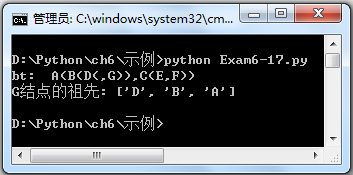 管理员: C:\windows\system32\cm...
D:\Python\ch6\示例>python Exam6-17.py
bt:  A(B(D(,G)),C(E,F))
G结点的祖先: ['D', 'B', 'A']
D:\Python\ch6\示例>